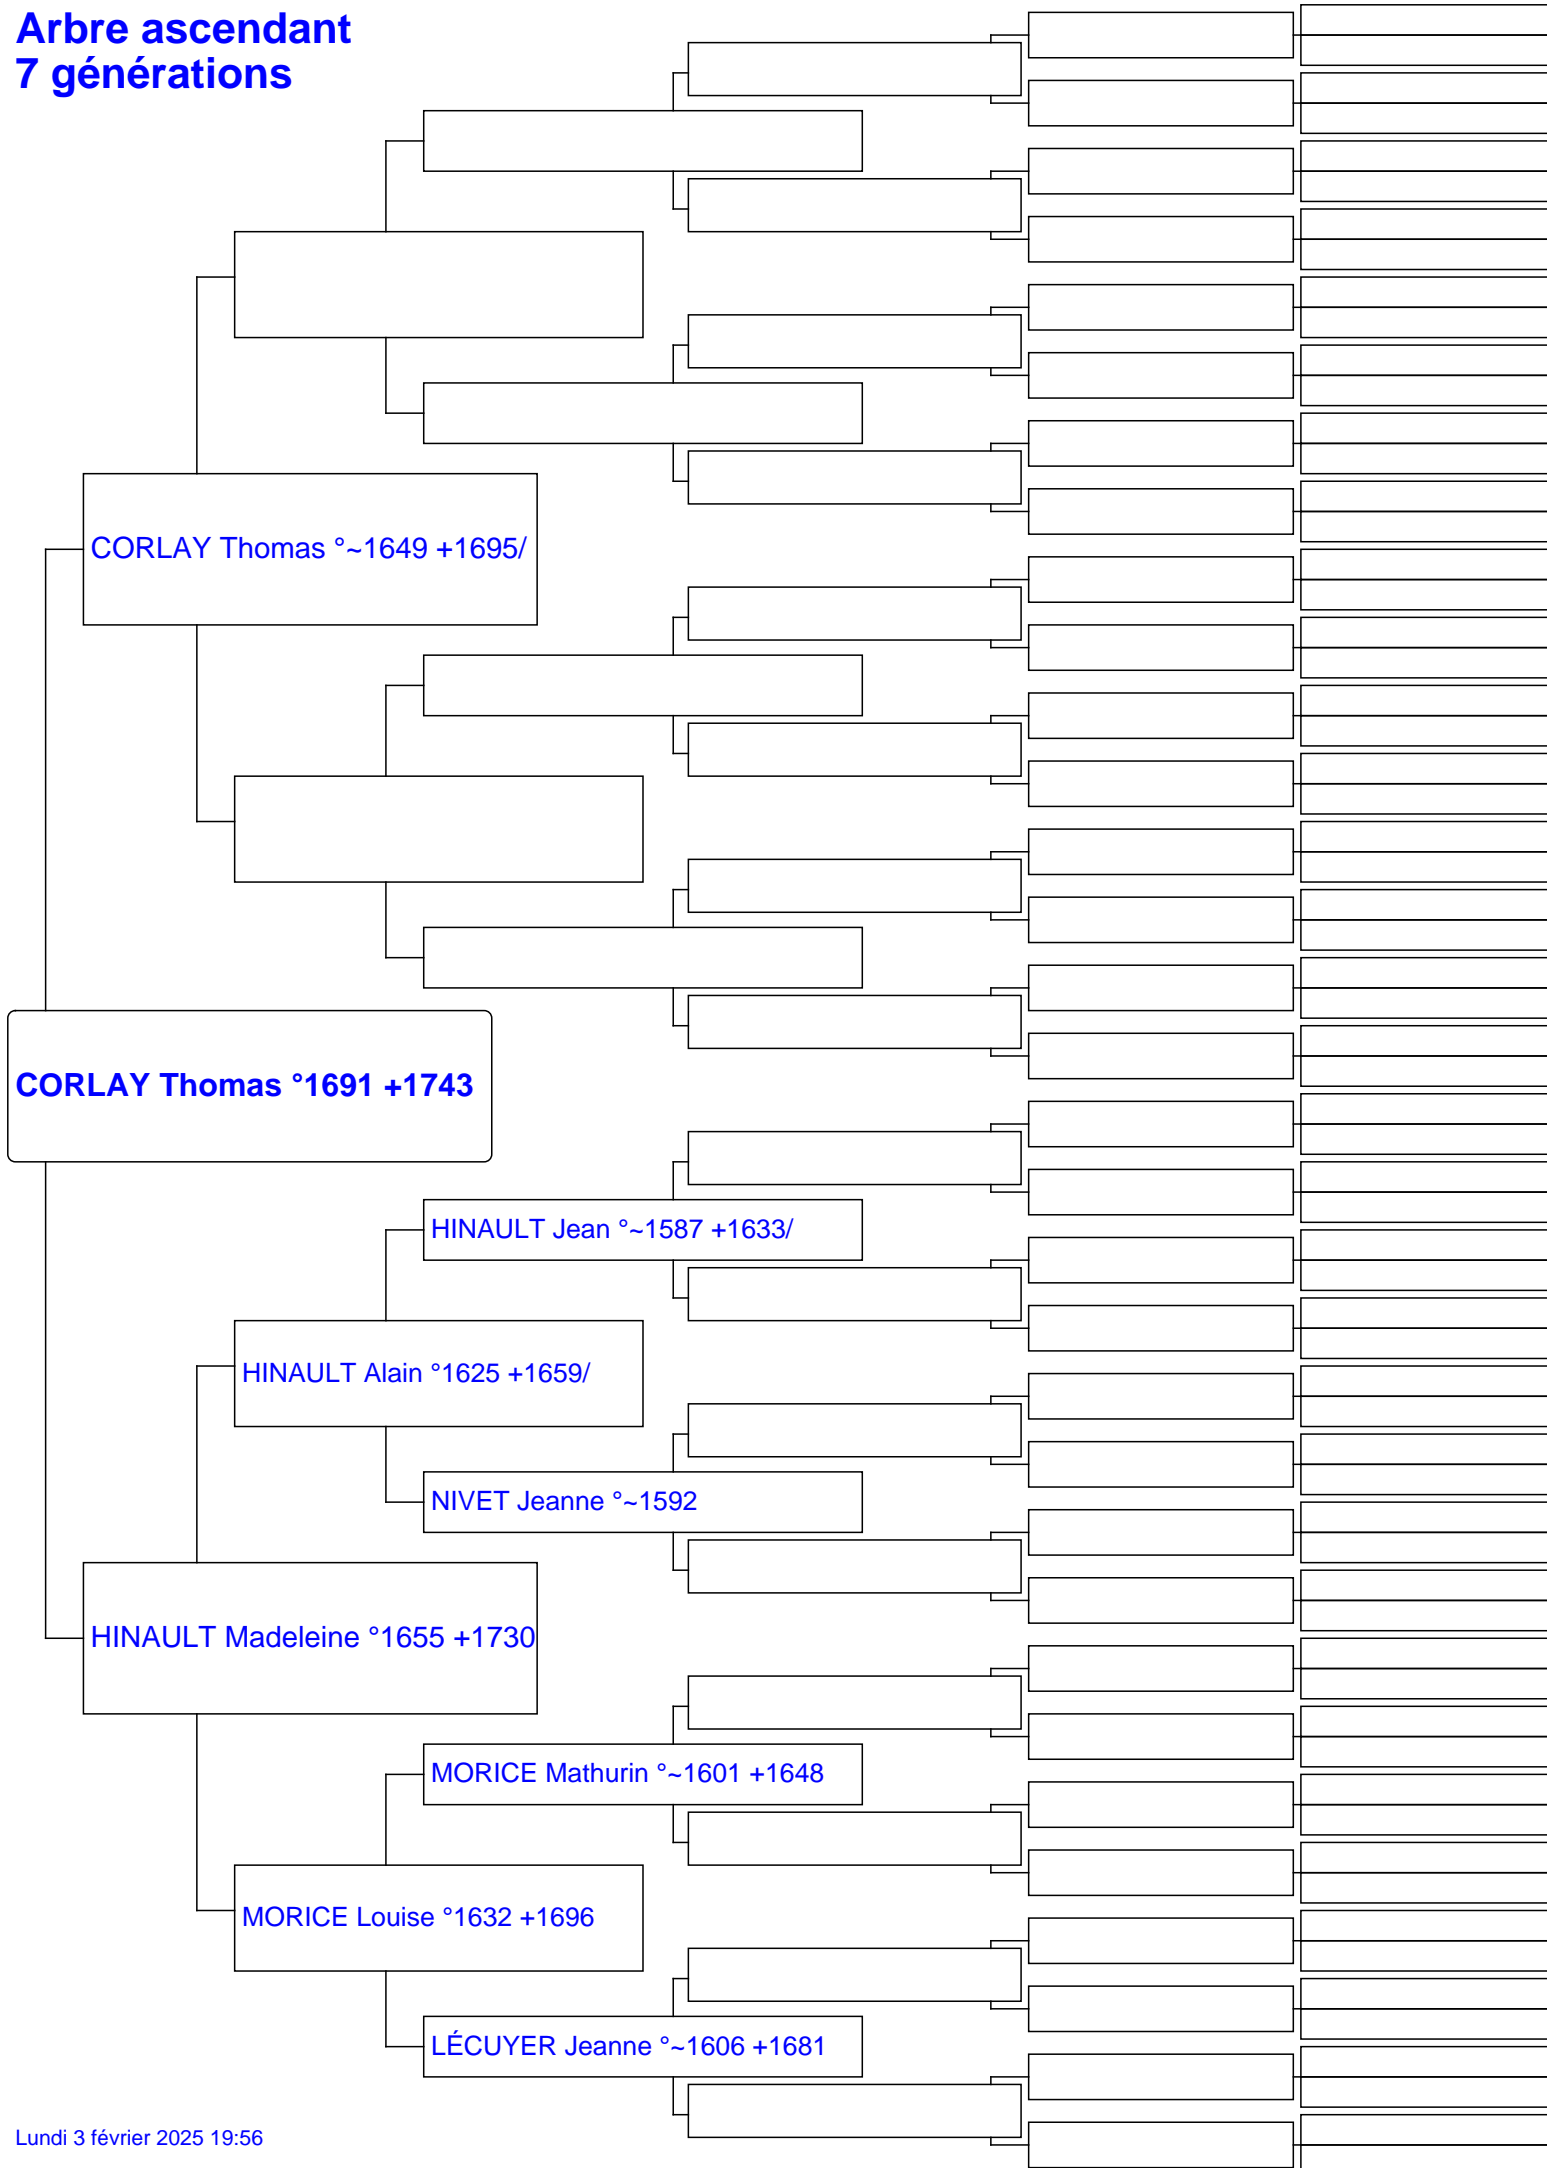 Arbre ascendant
7 générations
CORLAY Thomas °~1649 +1695/
CORLAY Thomas °1691 +1743
HINAULT Jean °~1587 +1633/
HINAULT Alain °1625 +1659/
NIVET Jeanne °~1592
HINAULT Madeleine °1655 +1730
MORICE Mathurin °~1601 +1648
MORICE Louise °1632 +1696
LÉCUYER Jeanne °~1606 +1681
Lundi 3 février 2025 19:56